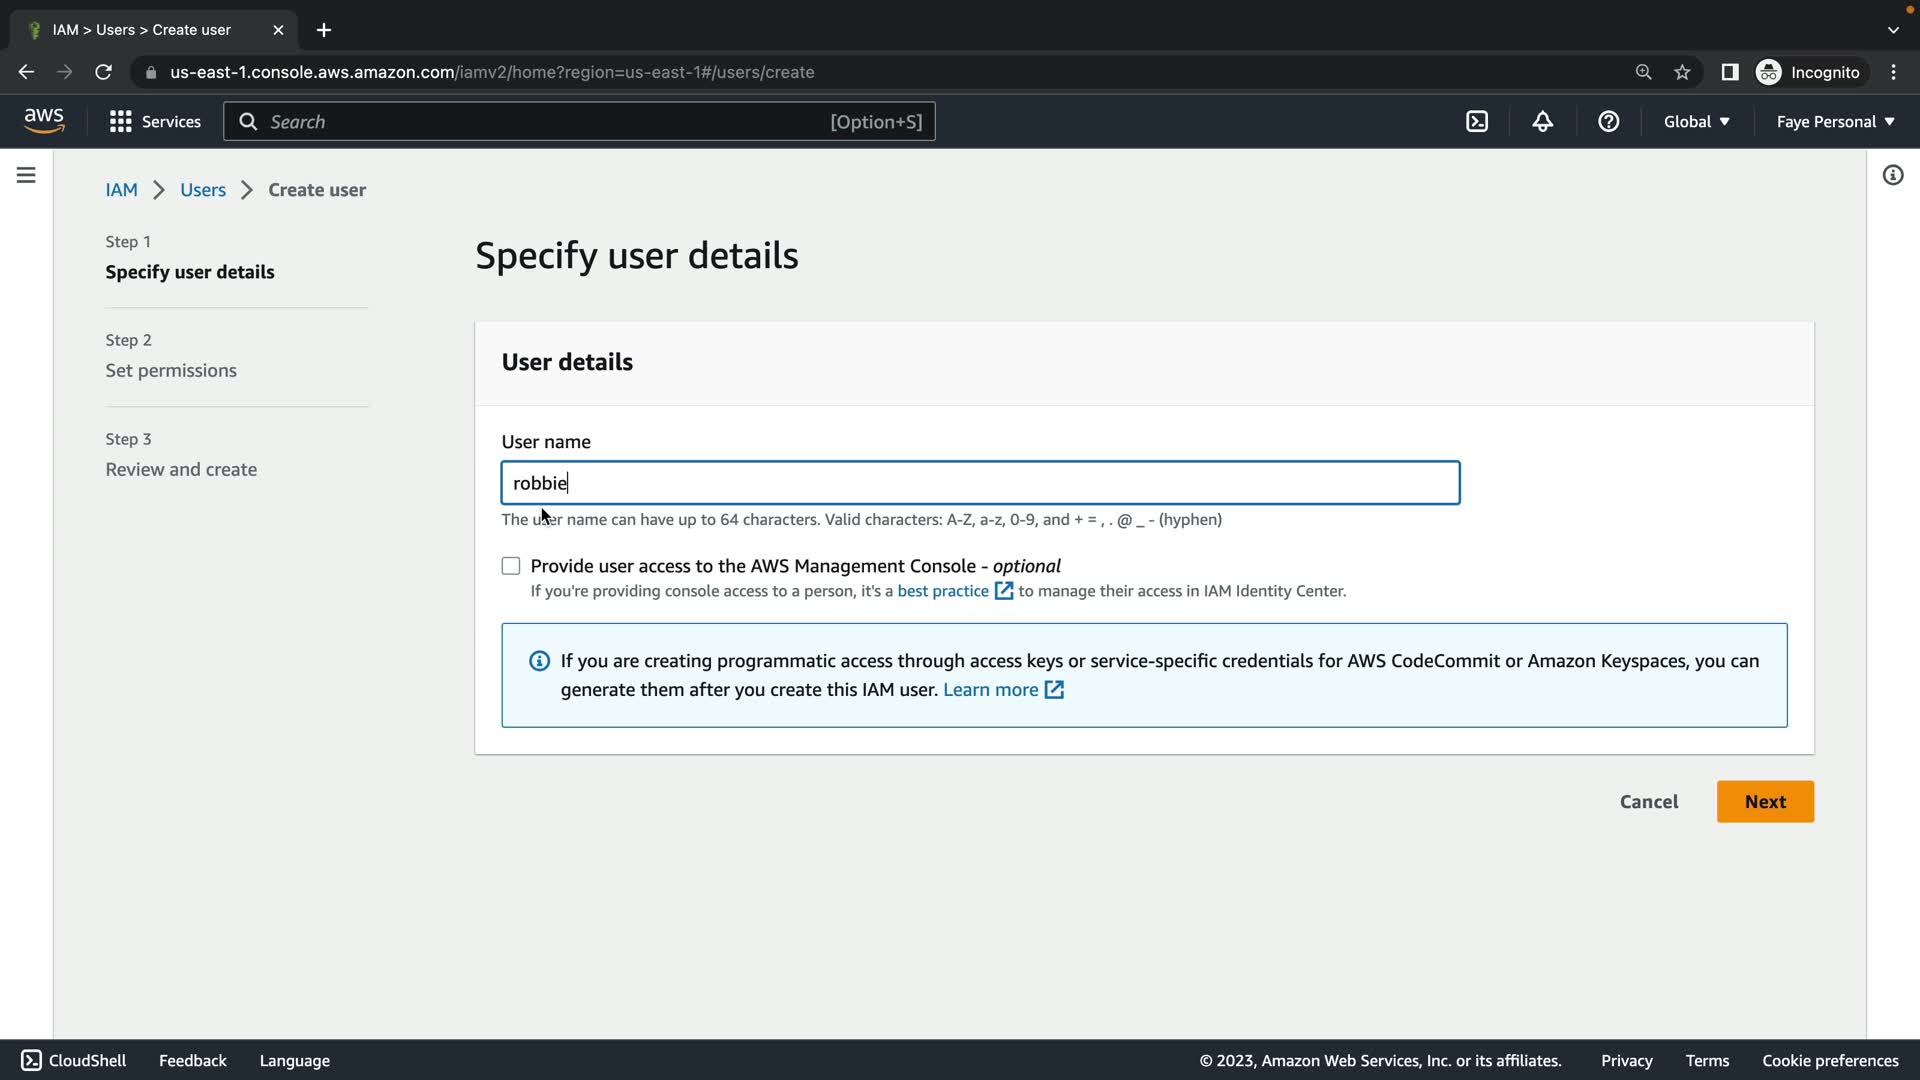 IAM > Users > Create user
us-east-1.console.aws.amazon.com/iamv2/home?region=us-east-1#/users/create
Incognito
aws
Services
Search
[Option+S]
Global
Faye Personal
IAM > Users > Create user
Step 1
Specify user details
Step 2
Set permissions
Step 3
Review and create
Specify user details
User details
User name
robbie
The user name can have up to 64 characters. Valid characters: A-Z, a-z, 0-9, and + = , . @ _ - (hyphen)
Provide user access to the AWS Management Console - optional
If you're providing console access to a person, it's a best practice to manage their access in IAM Identity Center.
If you are creating programmatic access through access keys or service-specific credentials for AWS CodeCommit or Amazon Keyspaces, you can
generate them after you create this IAM user. Learn more
Cancel
Next
CloudShell
Feedback
Language
© 2023, Amazon Web Services, Inc. or its affiliates.
Privacy
Terms
Cookie preferences